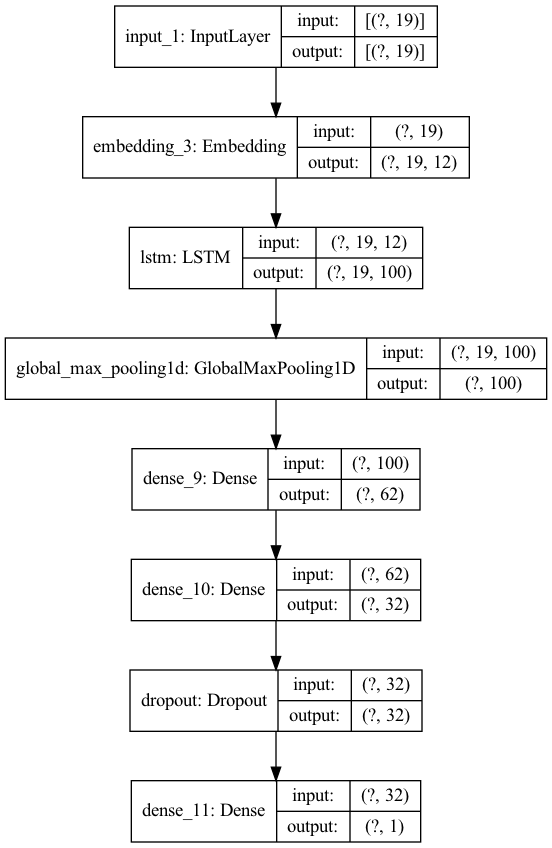 input_1: InputLayer
input: [(?, 19)]
output: [(?, 19)]
embedding_3: Embedding
input: (?, 19)
output: (?, 19, 12)
lstm: LSTM
input: (?, 19, 12)
output: (?, 19, 100)
global_max_pooling1d: GlobalMaxPooling1D
input: (?, 19, 100)
output: (?, 100)
dense_9: Dense
input: (?, 100)
output: (?, 62)
dense_10: Dense
input: (?, 62)
output: (?, 32)
dropout: Dropout
input: (?, 32)
output: (?, 32)
dense_11: Dense
input: (?, 32)
output: (?, 1)